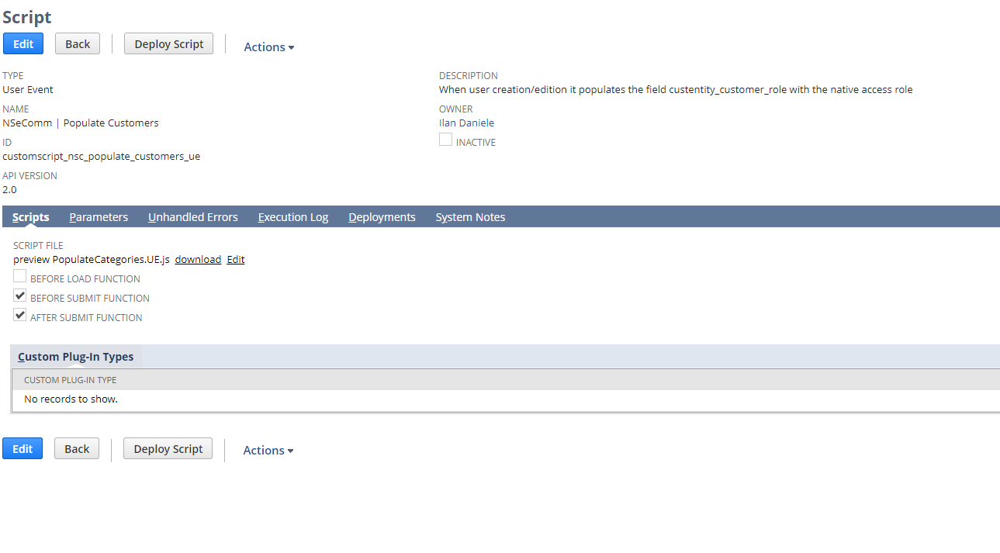 Script
Edit Back Deploy Script Actions
TYPE
User Event
NAME
NSeComm | Populate Customers
ID
customscript_nsc_populate_customers_ue
API VERSION
2.0
DESCRIPTION
When user creation/edition it populates the field custentity_customer_role with the native access role
OWNER
Ilan Daniele
INACTIVE
Scripts Parameters Unhandled Errors Execution Log Deployments System Notes
SCRIPT FILE
preview PopulateCategories.UE.js download Edit
BEFORE LOAD FUNCTION
BEFORE SUBMIT FUNCTION
AFTER SUBMIT FUNCTION
Custom Plug-In Types
CUSTOM PLUG-IN TYPE
No records to show.
Edit Back Deploy Script Actions